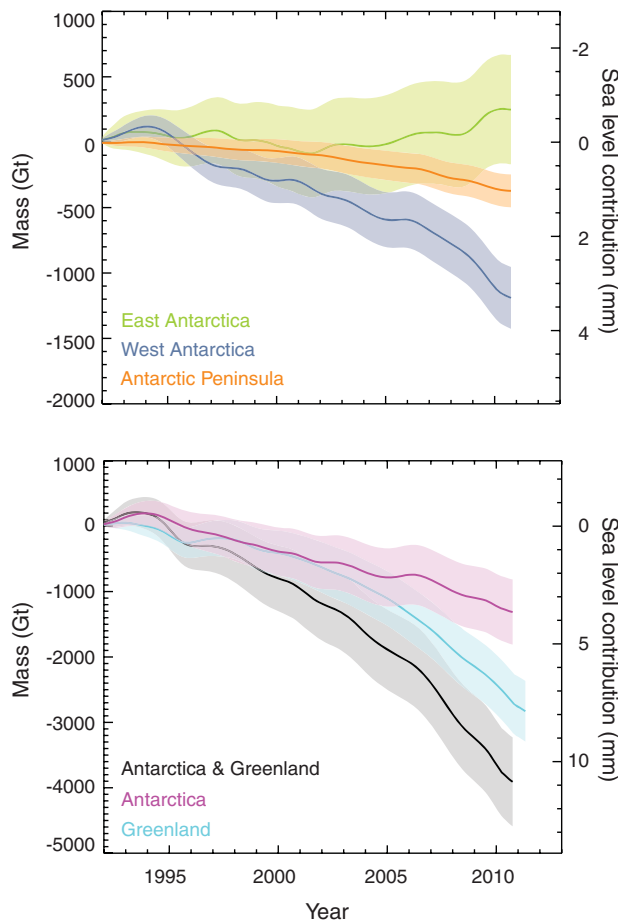 1000
500
0
-500
-1000
-1500
-2000
Mass (Gt)
-2
0
2
4
Sea level contribution (mm)
East Antarctica
West Antarctica
Antarctic Peninsula
1000
0
-1000
-2000
-3000
-4000
-5000
Mass (Gt)
0
5
10
Sea level contribution (mm)
Antarctica & Greenland
Antarctica
Greenland
1995 2000 2005 2010
Year